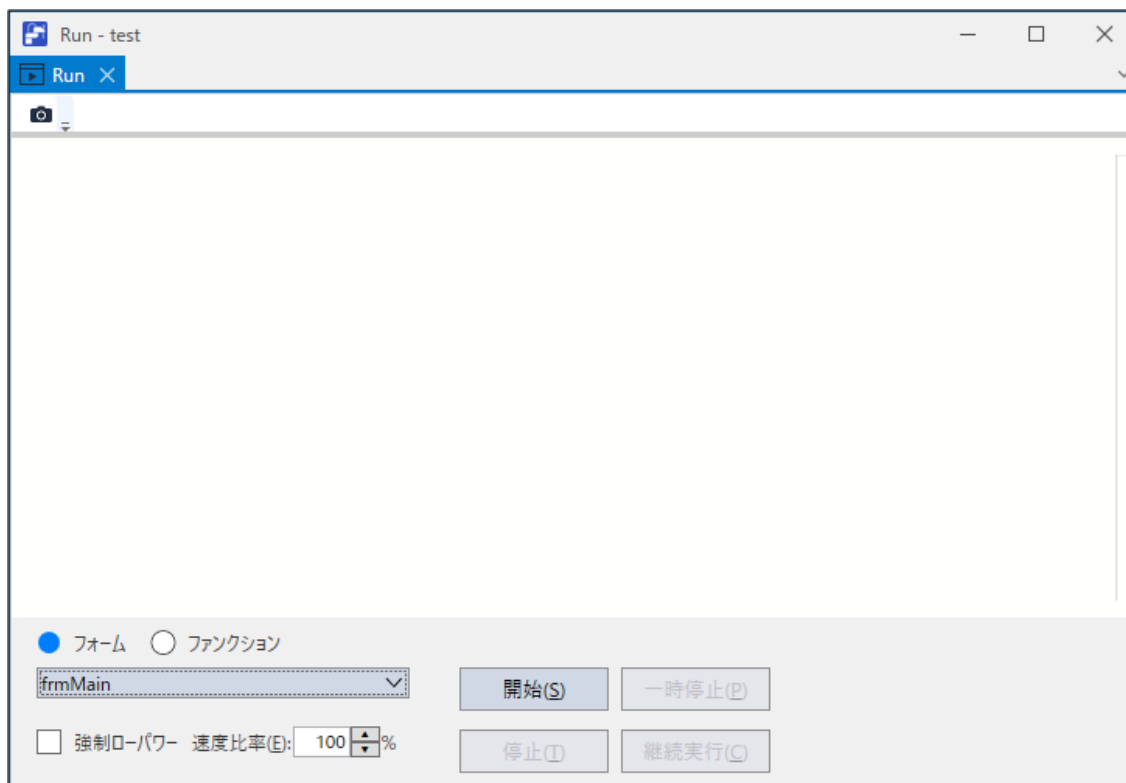 Run - test
Run
フォーム ファンクション
frmMain
開始(S) 一時停止(P)
強制ローパワー 速度比率(E): 100 %
停止(T) 継続実行(C)